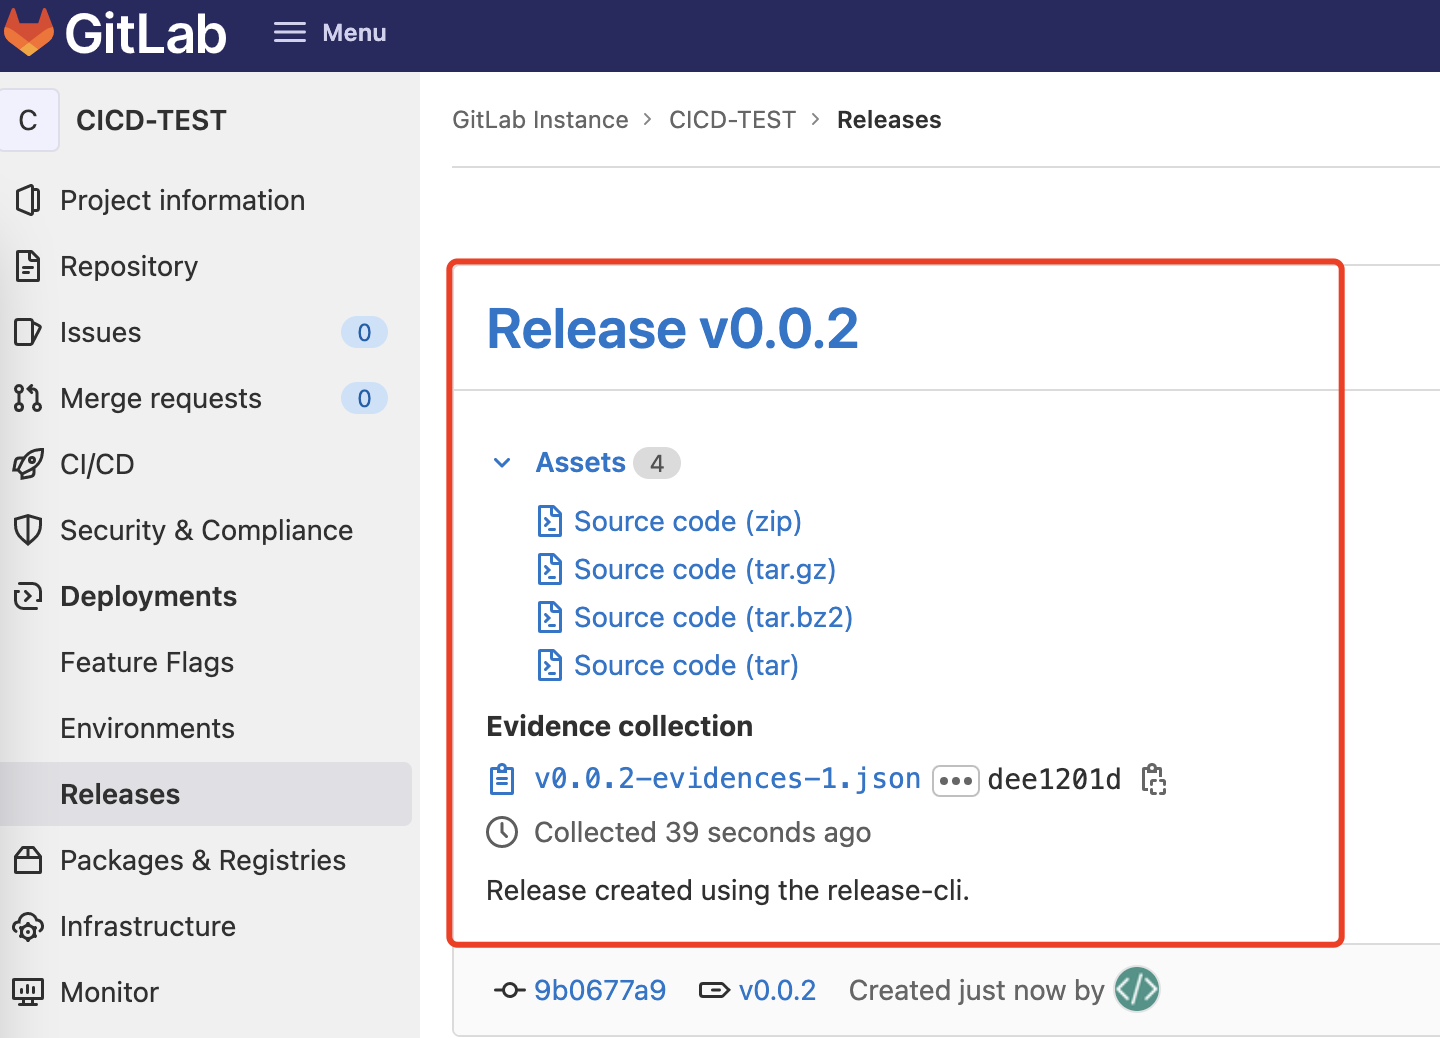 GitLab
Menu
C
CICD-TEST
Project information
Repository
Issues 0
Merge requests 0
CI/CD
Security & Compliance
Deployments
Feature Flags
Environments
Releases
Packages & Registries
Infrastructure
Monitor
GitLab Instance > CICD-TEST > Releases
Release v0.0.2
Assets 4
Source code (zip)
Source code (tar.gz)
Source code (tar.bz2)
Source code (tar)
Evidence collection
v0.0.2-evidences-1.json ••• dee1201d
Collected 39 seconds ago
Release created using the release-cli.
9b0677a9 v0.0.2 Created just now by </>